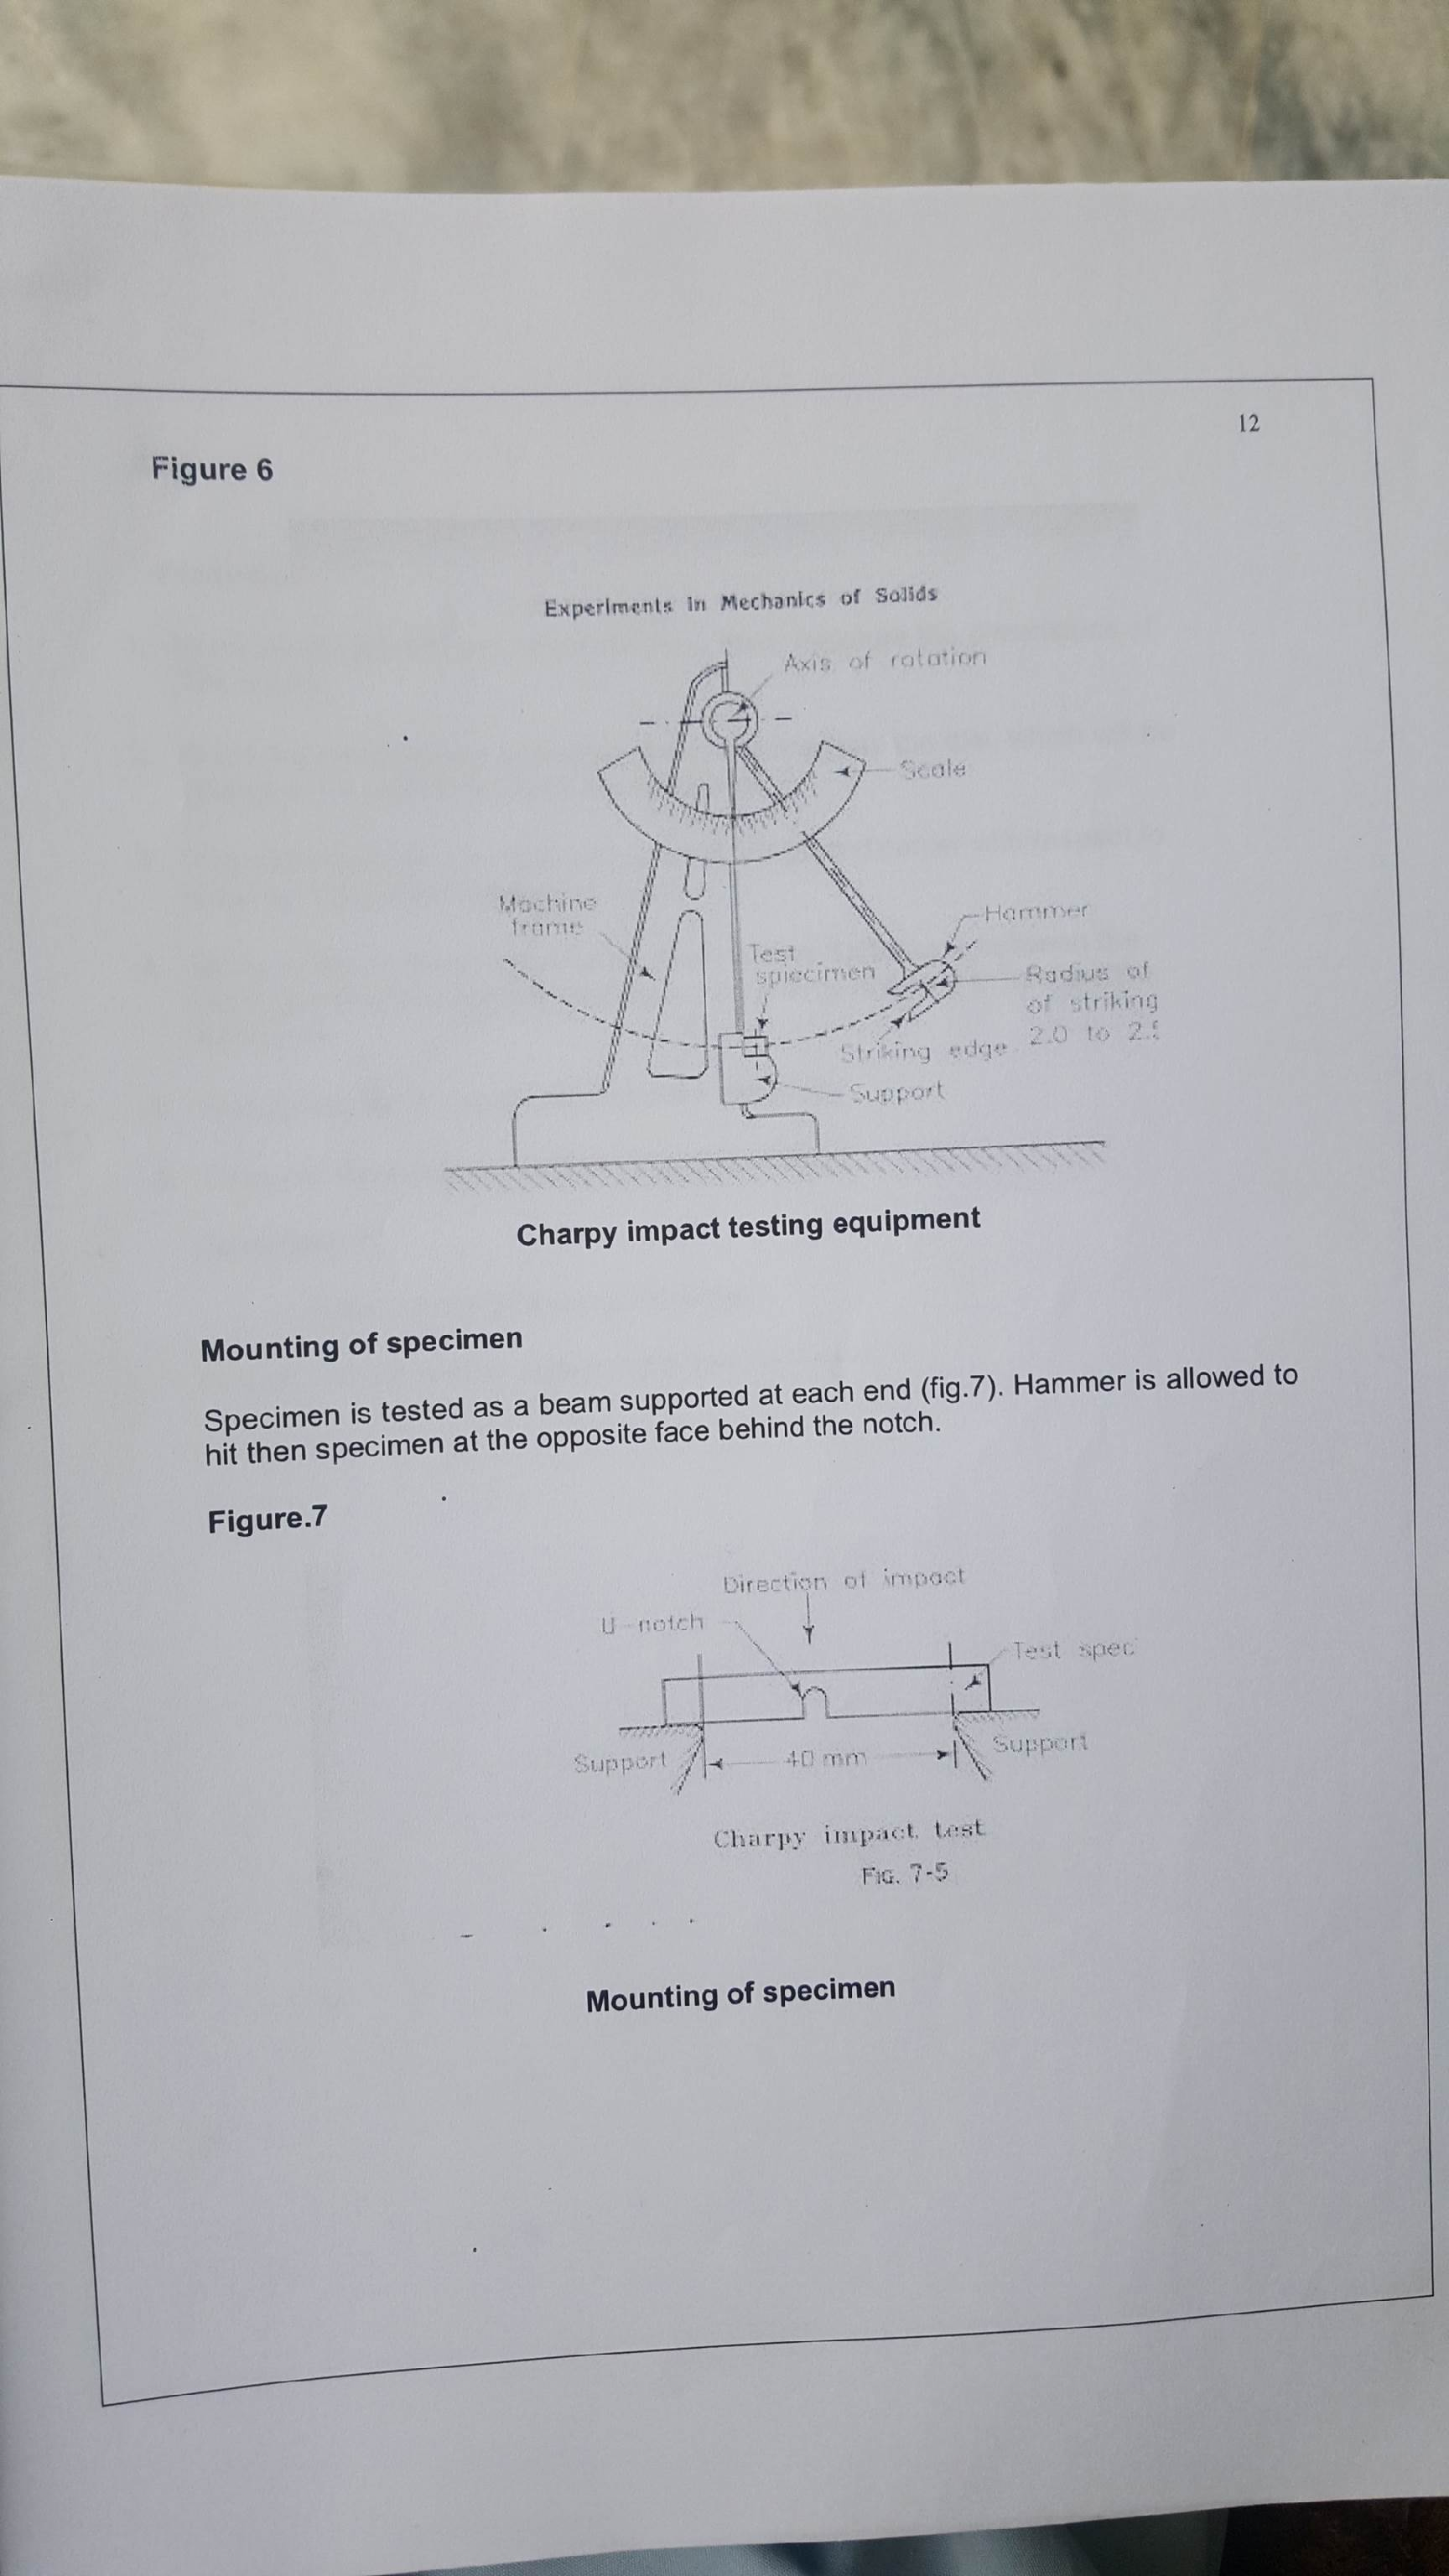 12
Figure 6
Experiments in Mechanics of Solids
Axis of rotation
Scale
Machine
frame
Hammer
Test
spiecimen
Radius of
of striking
2.0 to
Striking edge
Support
Charpy impact testing equipment
Mounting of specimen
Specimen is tested as a beam supported at each end (fig.7). Hammer is allowed to
hit then specimen at the opposite face behind the notch.
Figure.7
Direction of impact
U-notch
Test spec
Support
40 mm
Support
Charpy impact test
FIG. 7-5
Mounting of specimen